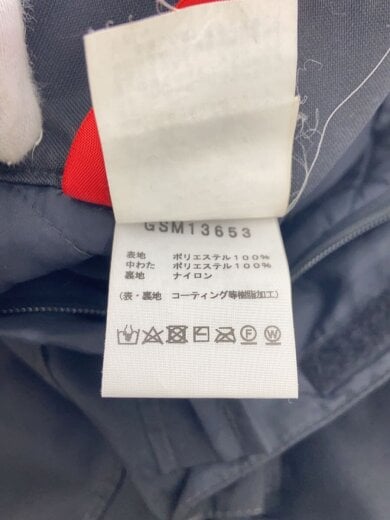 GSM13653
表地 ポリエステル100%
中わた ポリエステル100%
裏地 ナイロン
(表・裏地 コーティング等樹脂加工)
F W